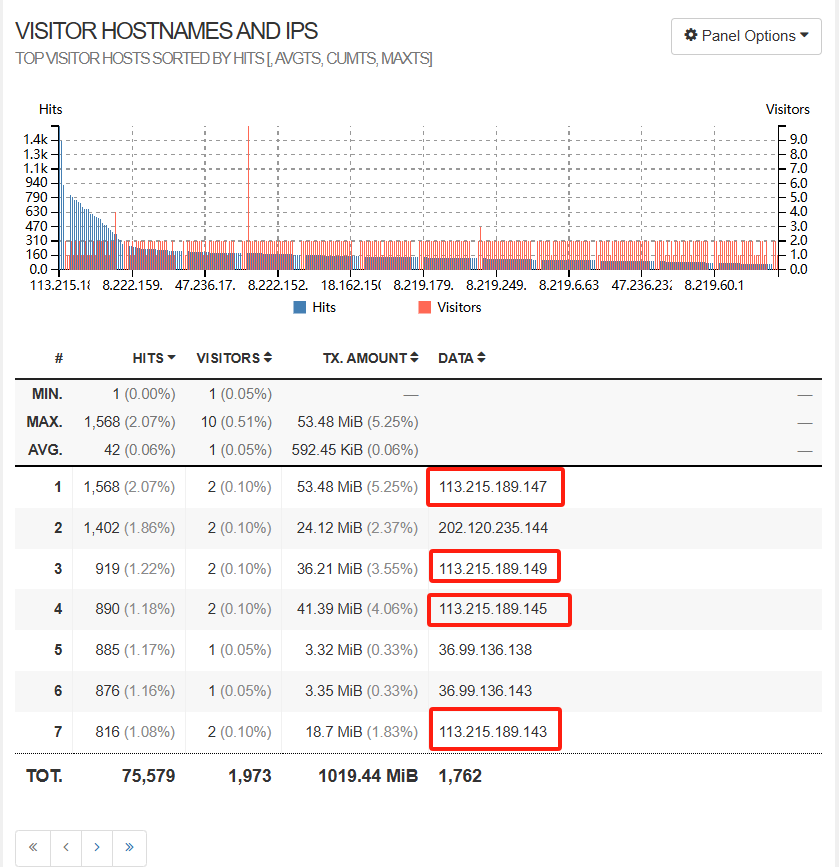 VISITOR HOSTNAMES AND IPS
Panel Options
TOP VISITOR HOSTS SORTED BY HITS [, AVGTS, CUMTS, MAXTS]
Hits Visitors
1.4k 9.0
1.3k 8.0
1.1k 7.0
940 6.0
790 5.0
630 4.0
470 3.0
310 2.0
160 1.0
0.0 0.0
113.215.18 8.222.159. 47.236.17. 8.222.152. 18.162.150 8.219.179. 8.219.249. 8.219.6.63 47.236.232 8.219.60.1
Hits Visitors
# HITS VISITORS TX. AMOUNT DATA
MIN. 1 (0.00%) 1 (0.05%) — —
MAX. 1,568 (2.07%) 10 (0.51%) 53.48 MiB (5.25%) —
AVG. 42 (0.06%) 1 (0.05%) 592.45 KiB (0.06%) —
1 1,568 (2.07%) 2 (0.10%) 53.48 MiB (5.25%) 113.215.189.147
2 1,402 (1.86%) 2 (0.10%) 24.12 MiB (2.37%) 202.120.235.144
3 919 (1.22%) 2 (0.10%) 36.21 MiB (3.55%) 113.215.189.149
4 890 (1.18%) 2 (0.10%) 41.39 MiB (4.06%) 113.215.189.145
5 885 (1.17%) 1 (0.05%) 3.32 MiB (0.33%) 36.99.136.138
6 876 (1.16%) 1 (0.05%) 3.35 MiB (0.33%) 36.99.136.143
7 816 (1.08%) 2 (0.10%) 18.7 MiB (1.83%) 113.215.189.143
TOT. 75,579 1,973 1019.44 MiB 1,762
« ‹ › »